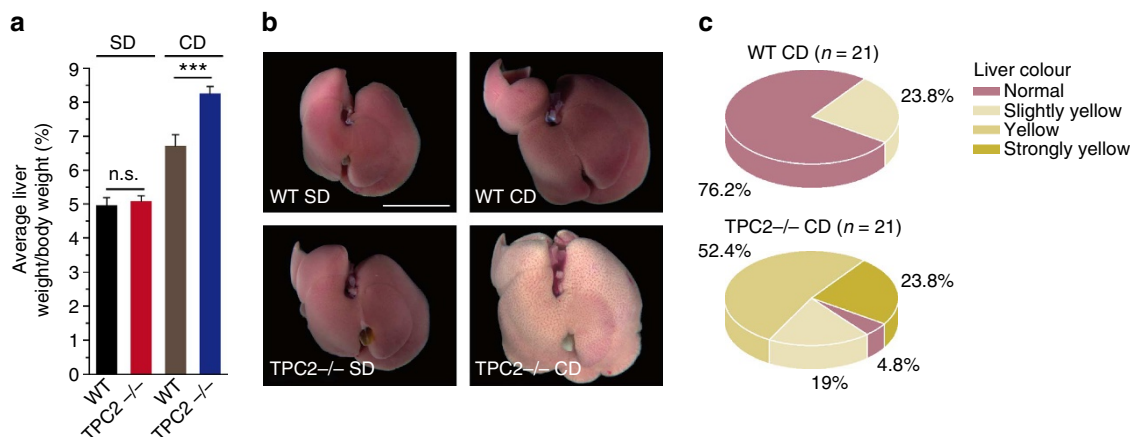 a
SD CD
***
n.s.
Average liver
weight/body weight (%)
9
8
7
6
5
4
3
2
1
0
WT
TPC2 –/–
WT
TPC2 –/–
b
WT SD
WT CD
TPC2–/– SD
TPC2–/– CD
c
WT CD (n = 21)
23.8%
76.2%
Liver colour
Normal
Slightly yellow
Yellow
Strongly yellow
TPC2–/– CD (n = 21)
52.4%
23.8%
4.8%
19%